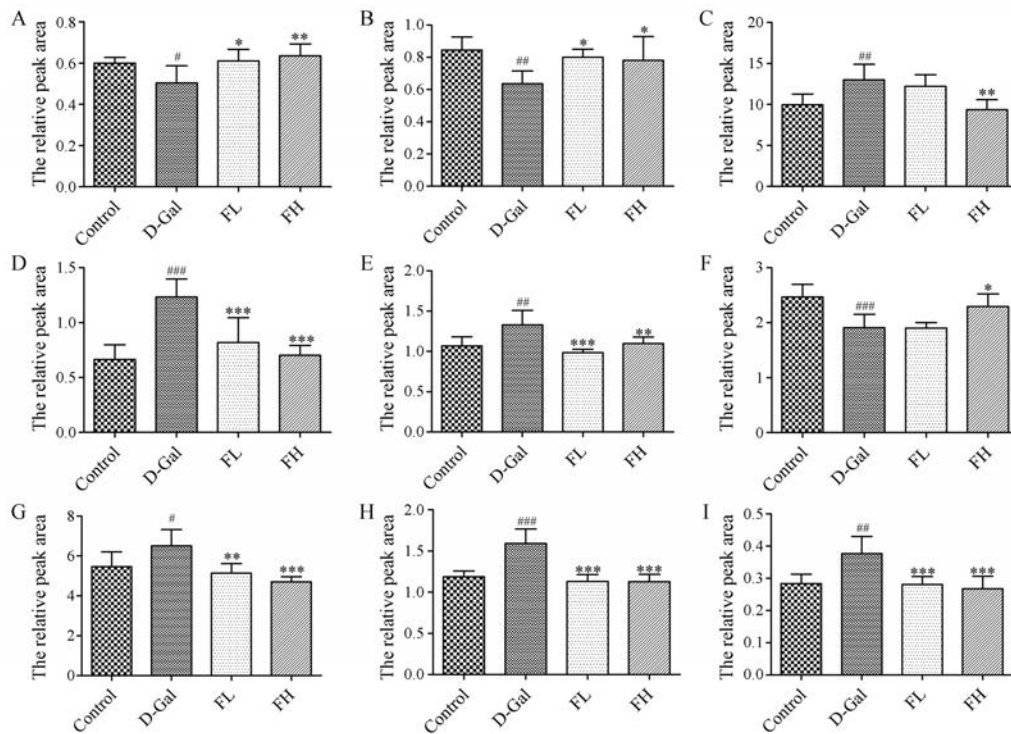 A
The relative peak area
0.8
0.6
0.4
0.2
0.0
#
*
**
Control
D-Gal
FL
FH
B
The relative peak area
1.0
0.8
0.6
0.4
0.2
0.0
##
*
*
Control
D-Gal
FL
FH
C
The relative peak area
20
15
10
5
0
##
**
Control
D-Gal
FL
FH
D
The relative peak area
1.5
1.0
0.5
0.0
###
***
***
Control
D-Gal
FL
FH
E
The relative peak area
2.0
1.5
1.0
0.5
0.0
##
***
**
Control
D-Gal
FL
FH
F
The relative peak area
3
2
1
0
###
*
Control
D-Gal
FL
FH
G
The relative peak area
8
6
4
2
0
#
**
***
Control
D-Gal
FL
FH
H
The relative peak area
2.0
1.5
1.0
0.5
0.0
###
***
***
Control
D-Gal
FL
FH
I
The relative peak area
0.5
0.4
0.3
0.2
0.1
0.0
##
***
***
Control
D-Gal
FL
FH